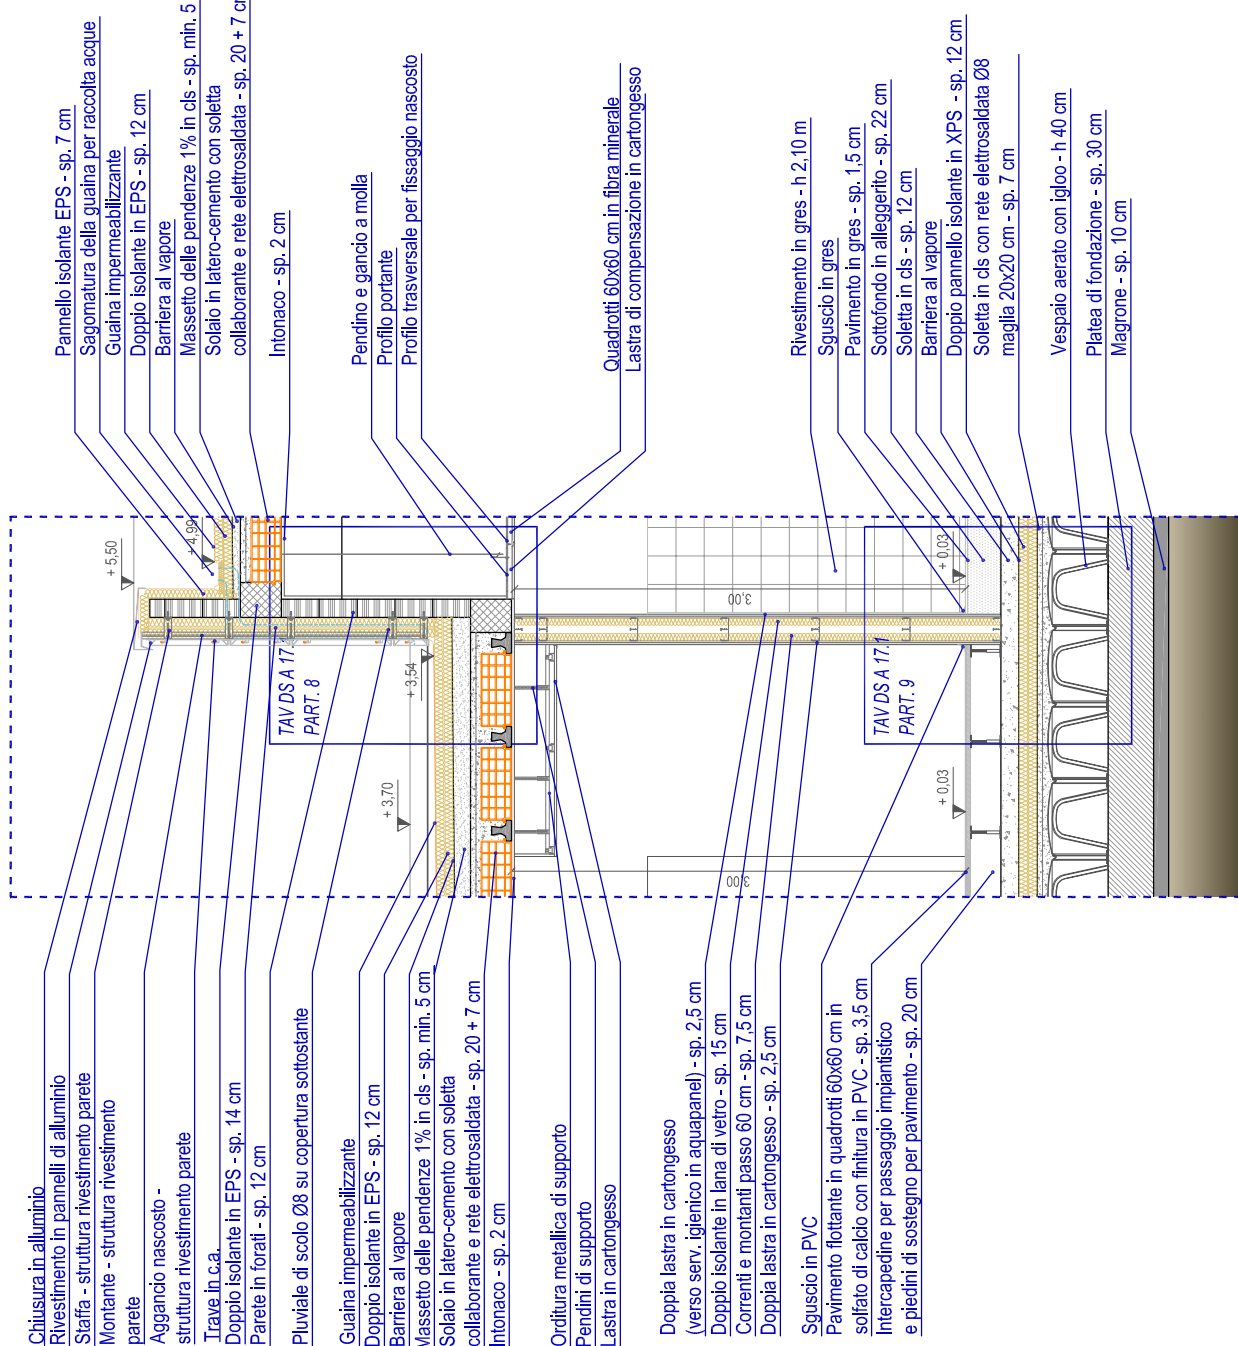 Pannello isolante EPS - sp. 7 cm
Sagomatura della guaina per raccolta acque
Guaina impermeabilizzante
Doppio isolante in EPS - sp. 12 cm
Barriera al vapore
Massetto delle pendenze 1% in cls - sp. min. 5
Solaio in latero-cemento con soletta
collaborante e rete elettrosaldata - sp. 20 + 7 cm
Intonaco - sp. 2 cm
Pendino e gancio a molla
Profilo portante
Profilo trasversale per fissaggio nascosto
Quadrotti 60x60 cm in fibra minerale
Lastra di compensazione in cartongesso
Rivestimento in gres - h 2,10 m
Sguscio in gres
Pavimento in gres - sp. 1,5 cm
Sottofondo in alleggerito - sp. 22 cm
Soletta in cls - sp. 12 cm
Barriera al vapore
Doppio pannello isolante in XPS - sp. 12 cm
Soletta in cls con rete elettrosaldata Ø8
maglia 20x20 cm - sp. 7 cm
Vespaio aerato con igloo - h 40 cm
Platea di fondazione - sp. 30 cm
Magrone - sp. 10 cm
+ 5,50
+ 4,99
+ 3,54
+ 3,70
TAV DS A 17.
PART. 8
3,00
3,00
+ 0,03
+ 0,03
TAV DS A 17.1
PART. 9
Chiusura in alluminio
Rivestimento in pannelli di alluminio
Staffa - struttura rivestimento parete
Montante - struttura rivestimento
parete
Aggancio nascosto -
struttura rivestimento parete
Trave in c.a.
Doppio isolante in EPS - sp. 14 cm
Parete in forati - sp. 12 cm
Pluviale di scolo Ø8 su copertura sottostante
Guaina impermeabilizzante
Doppio isolante in EPS - sp. 12 cm
Barriera al vapore
Massetto delle pendenze 1% in cls - sp. min. 5 cm
Solaio in latero-cemento con soletta
collaborante e rete elettrosaldata - sp. 20 + 7 cm
Intonaco - sp. 2 cm
Orditura metallica di supporto
Pendini di supporto
Lastra in cartongesso
Doppia lastra in cartongesso
(verso serv. igienico in aquapanel) - sp. 2,5 cm
Doppio isolante in lana di vetro - sp. 15 cm
Correnti e montanti passo 60 cm - sp. 7,5 cm
Doppia lastra in cartongesso - sp. 2,5 cm
Sguscio in PVC
Pavimento flottante in quadrotti 60x60 cm in
solfato di calcio con finitura in PVC - sp. 3,5 cm
Intercapedine per passaggio impiantistico
e piedini di sostegno per pavimento - sp. 20 cm